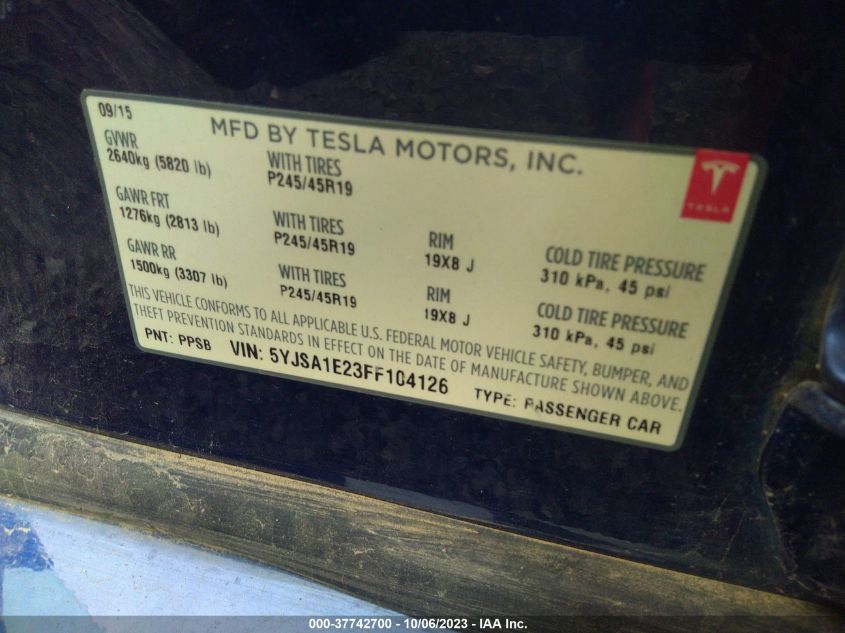 09/15
MFD BY TESLA MOTORS, INC.
GVWR
2640kg (5820 lb)
WITH TIRES
P245/45R19
TESLA
GAWR FRT
1276kg (2813 lb)
WITH TIRES
P245/45R19
RIM
19X8 J
COLD TIRE PRESSURE
310 kPa, 45 psi
GAWR RR
1500kg (3307 lb)
WITH TIRES
P245/45R19
RIM
19X8 J
COLD TIRE PRESSURE
310 kPa, 45 psi
THIS VEHICLE CONFORMS TO ALL APPLICABLE U.S. FEDERAL MOTOR VEHICLE SAFETY, BUMPER, AND
THEFT PREVENTION STANDARDS IN EFFECT ON THE DATE OF MANUFACTURE SHOWN ABOVE.
PNT: PPSB VIN: 5YJSA1E23FF104126 TYPE: PASSENGER CAR
000-37742700 - 10/06/2023 - IAA Inc.